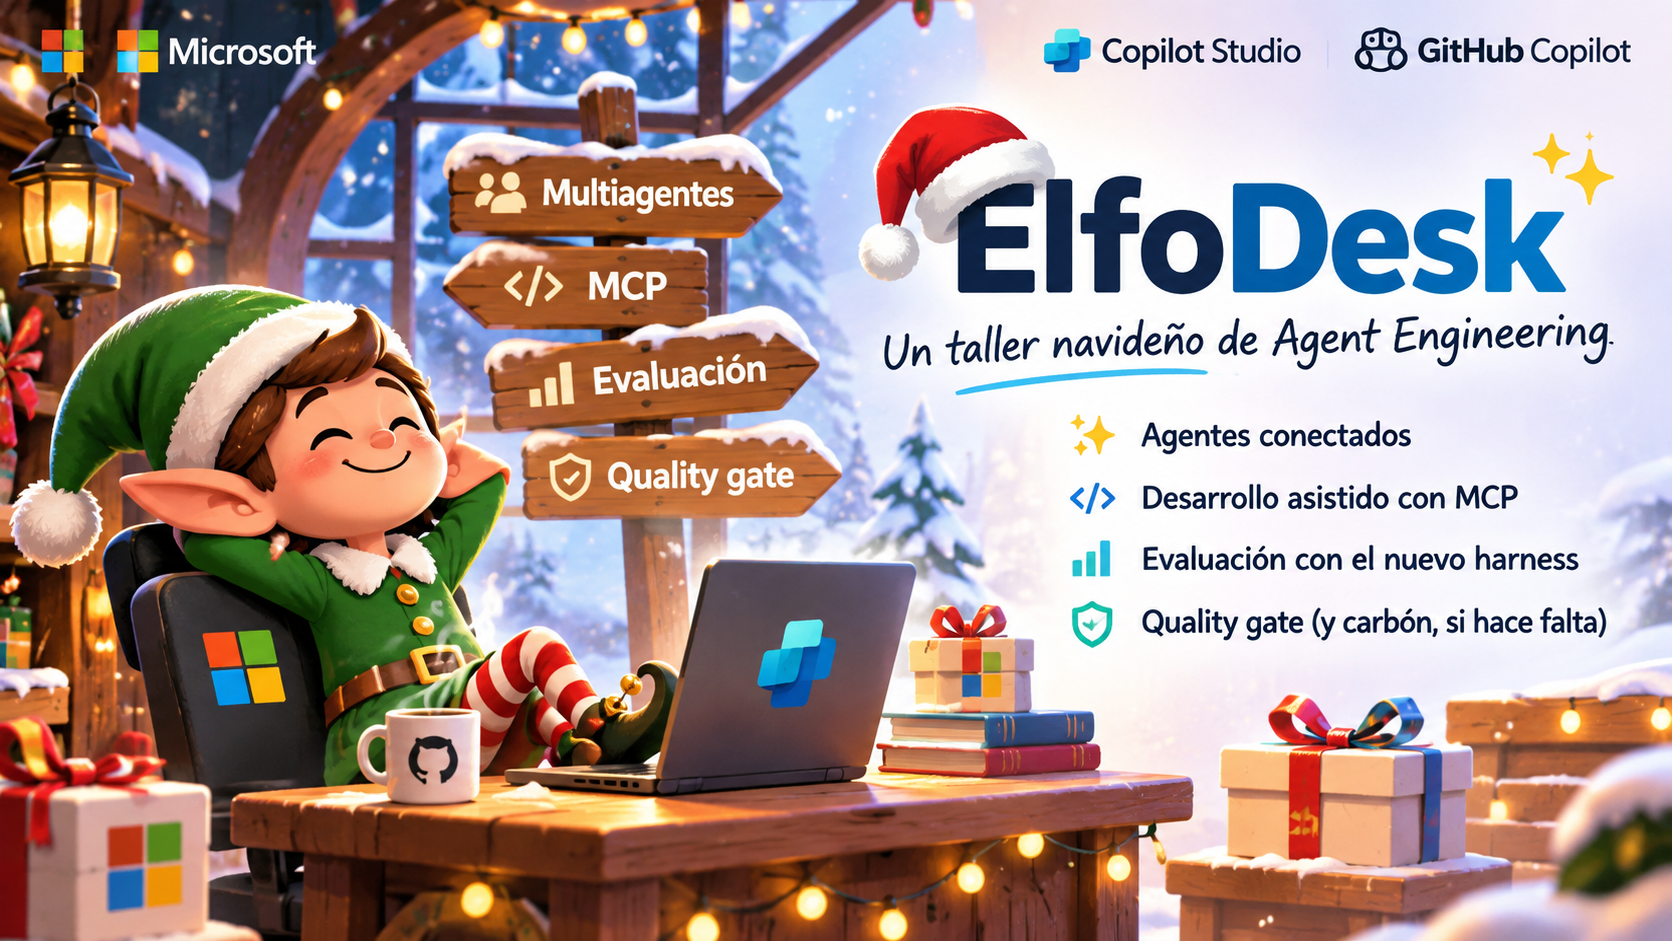 Microsoft
Copilot Studio
GitHub Copilot
Multiagentes
</> MCP
Evaluación
Quality gate
ElfoDesk
Un taller navideño de Agent Engineering.
Agentes conectados
</> Desarrollo asistido con MCP
Evaluación con el nuevo harness
Quality gate (y carbón, si hace falta)